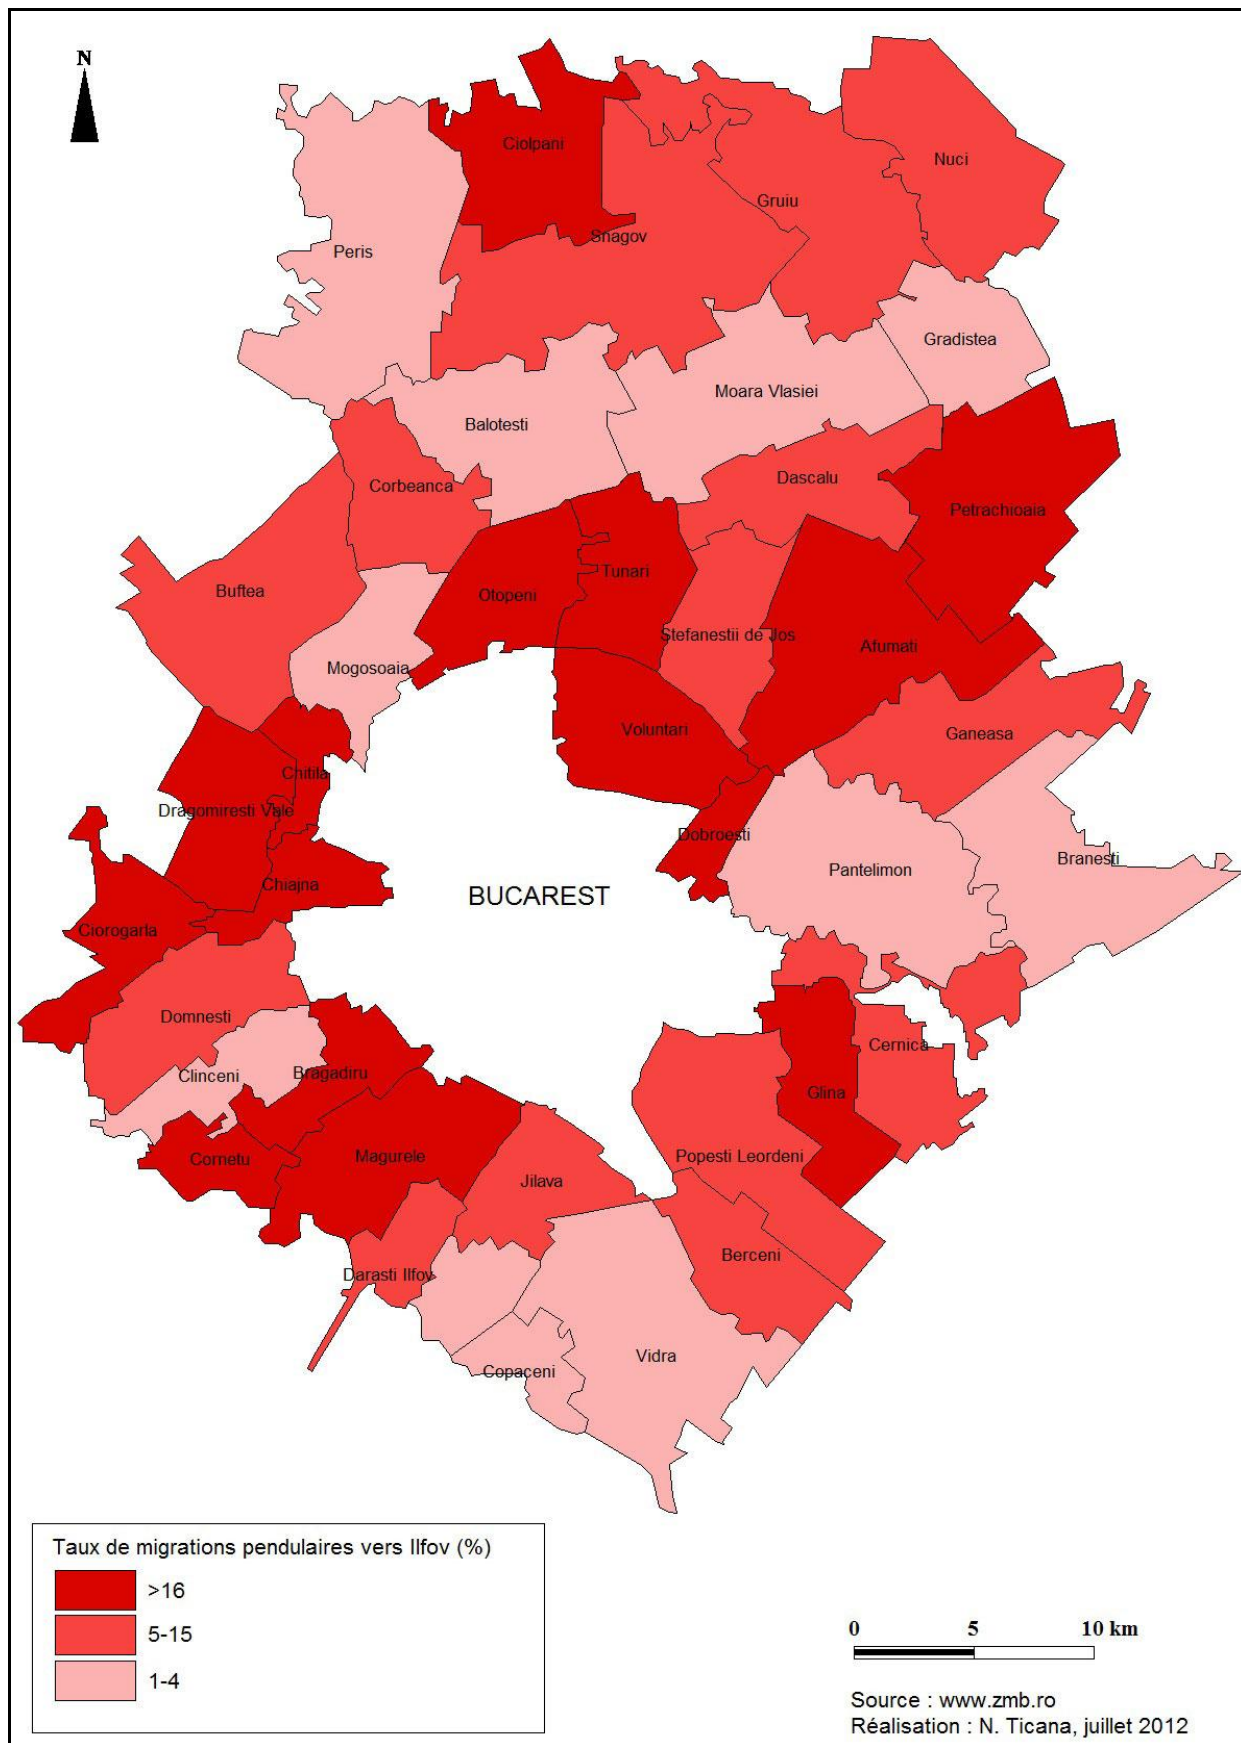 N
Ciolpani
Nuci
Gruiu
Snagov
Peris
Gradistea
Moara Vlasiei
Balotesti
Dascalu
Corbeanca
Petrachioaia
Tunari
Buftea
Otopeni
Stefanestii de Jos
Afumati
Mogosoaia
Voluntari
Ganeasa
Chitila
Dragomiresti Vale
Dobroesti
Branesti
Pantelimon
Chiajna
BUCAREST
Ciorogarla
Domnesti
Cernica
Bragadiru
Clinceni
Glina
Magurele
Popesti Leordeni
Cornetu
Jilava
Berceni
Darasti Ilfov
Vidra
Copaceni
Taux de migrations pendulaires vers Ilfov (%)
>16
5-15
1-4
0 5 10 km
Source : www.zmb.ro
Réalisation : N. Ticana, juillet 2012